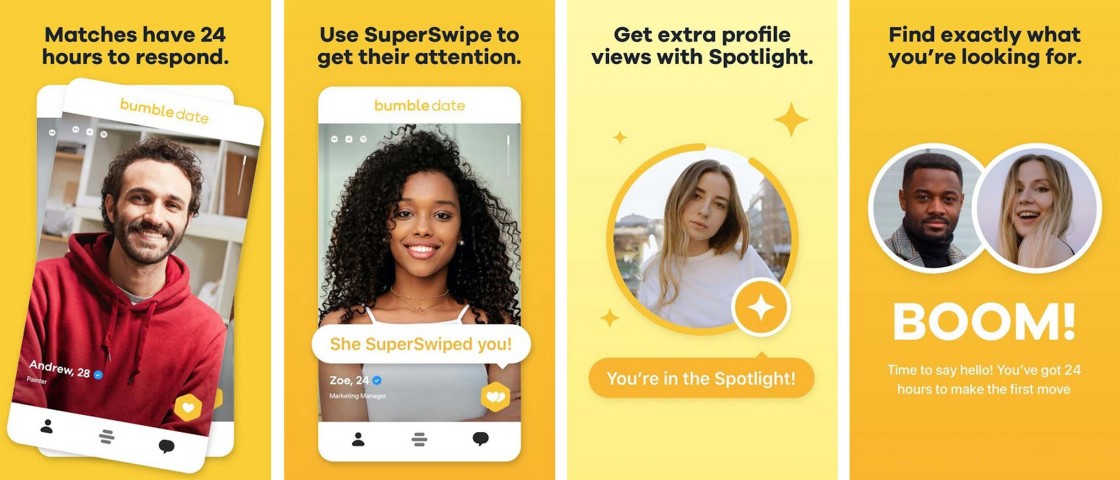 Matches have 24
hours to respond.
bumble date
Andrew, 28
Painter
Use SuperSwipe to
get their attention.
bumble date
She SuperSwiped you!
Zoe, 24
Marketing Manager
Get extra profile
views with Spotlight.
You're in the Spotlight!
Find exactly what
you're looking for.
BOOM!
Time to say hello! You've got 24
hours to make the first move